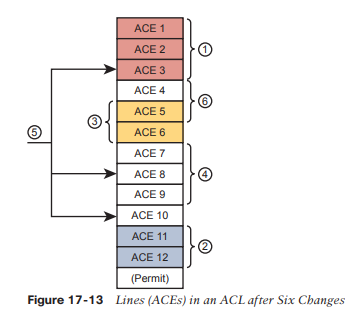 ACE 1
ACE 2
①
ACE 3
ACE 4
⑥
ACE 5
③
ACE 6
⑤
ACE 7
ACE 8
④
ACE 9
ACE 10
ACE 11
②
ACE 12
(Permit)
Figure 17-13 Lines (ACEs) in an ACL after Six Changes